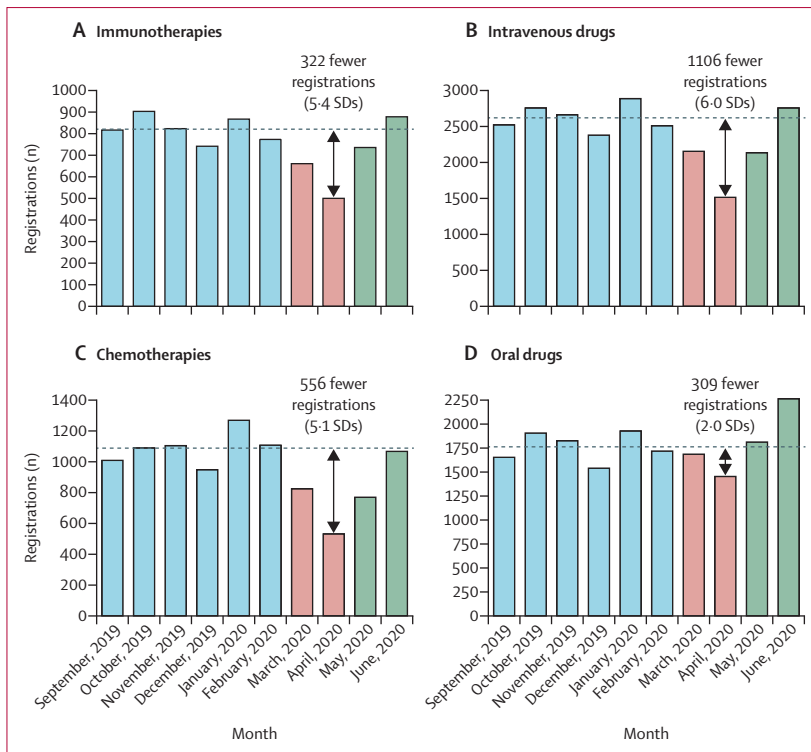 A Immunotherapies
322 fewer
registrations
(5·4 SDs)
Registrations (n)
1000
900
800
700
600
500
400
300
200
100
0
B Intravenous drugs
1106 fewer
registrations
(6·0 SDs)
3000
2500
2000
1500
1000
500
0
C Chemotherapies
556 fewer
registrations
(5·1 SDs)
Registrations (n)
1400
1200
1000
800
600
400
200
0
September, 2019
October, 2019
November, 2019
December, 2019
January, 2020
February, 2020
March, 2020
April, 2020
May, 2020
June, 2020
Month
D Oral drugs
309 fewer
registrations
(2·0 SDs)
2250
2000
1750
1500
1250
1000
750
500
250
0
September, 2019
October, 2019
November, 2019
December, 2019
January, 2020
February, 2020
March, 2020
April, 2020
May, 2020
June, 2020
Month